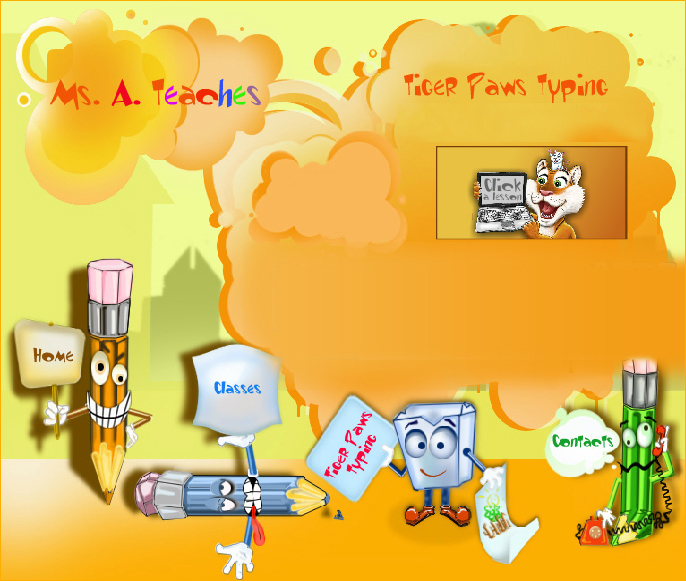 Ms. A. Teaches
Tiger Paws Typing
Click
a lesson
Home
Classes
Tiger Paws
Typing
Contacts